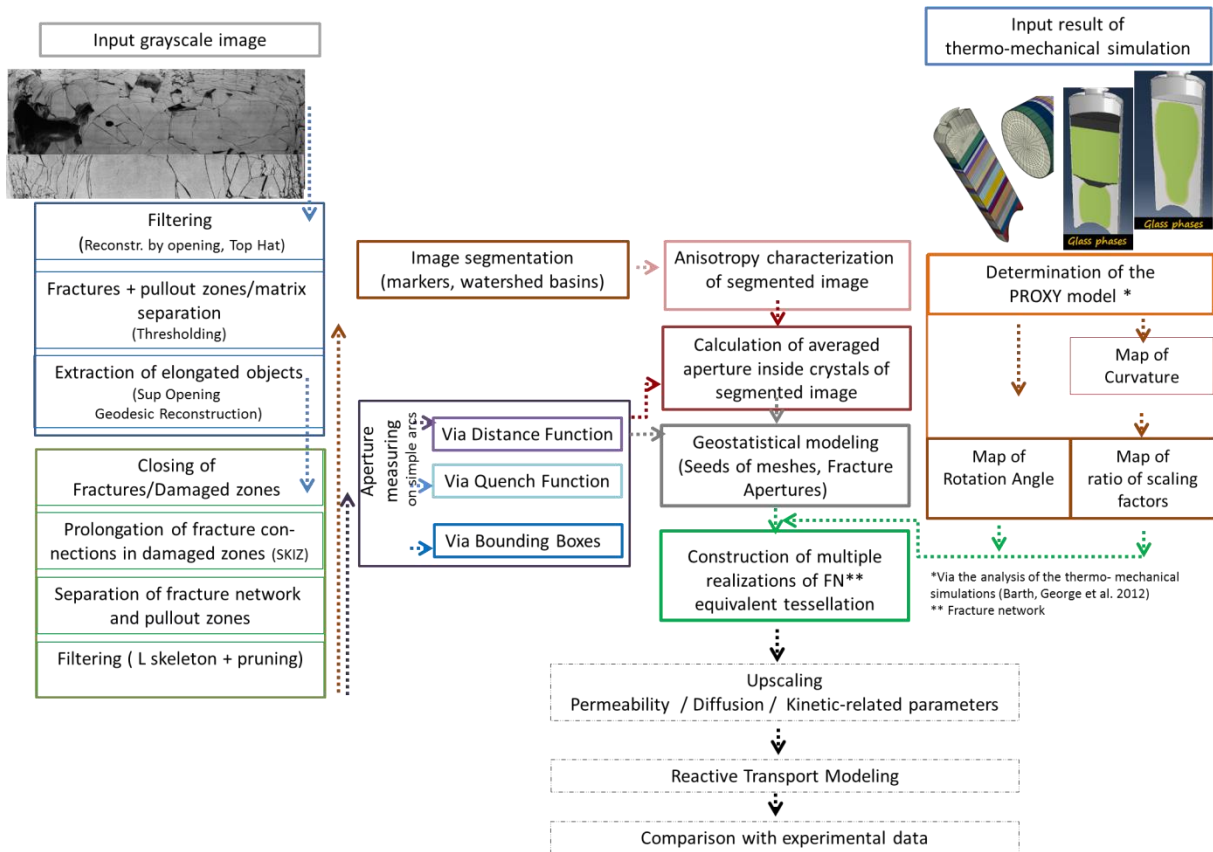 Input grayscale image
Input result of
thermo-mechanical simulation
Glass phases
Glass phases
Filtering
(Reconstr. by opening, Top Hat)
Fractures + pullout zones/matrix
separation
(Thresholding)
Extraction of elongated objects
(Sup Opening
Geodesic Reconstruction)
Closing of
Fractures/Damaged zones
Prolongation of fracture con-
nections in damaged zones (SKIZ)
Separation of fracture network
and pullout zones
Filtering ( L skeleton + pruning)
Image segmentation
(markers, watershed basins)
Aperture
measuring
on simple arcs
Via Distance Function
Via Quench Function
Via Bounding Boxes
Anisotropy characterization
of segmented image
Calculation of averaged
aperture inside crystals of
segmented image
Geostatistical modeling
(Seeds of meshes, Fracture
Apertures)
Construction of multiple
realizations of FN**
equivalent tessellation
Determination of the
PROXY model *
Map of
Curvature
Map of
Rotation Angle
Map of
ratio of scaling
factors
*Via the analysis of the thermo- mechanical
simulations (Barth, George et al. 2012)
** Fracture network
Upscaling
Permeability / Diffusion / Kinetic-related parameters
Reactive Transport Modeling
Comparison with experimental data